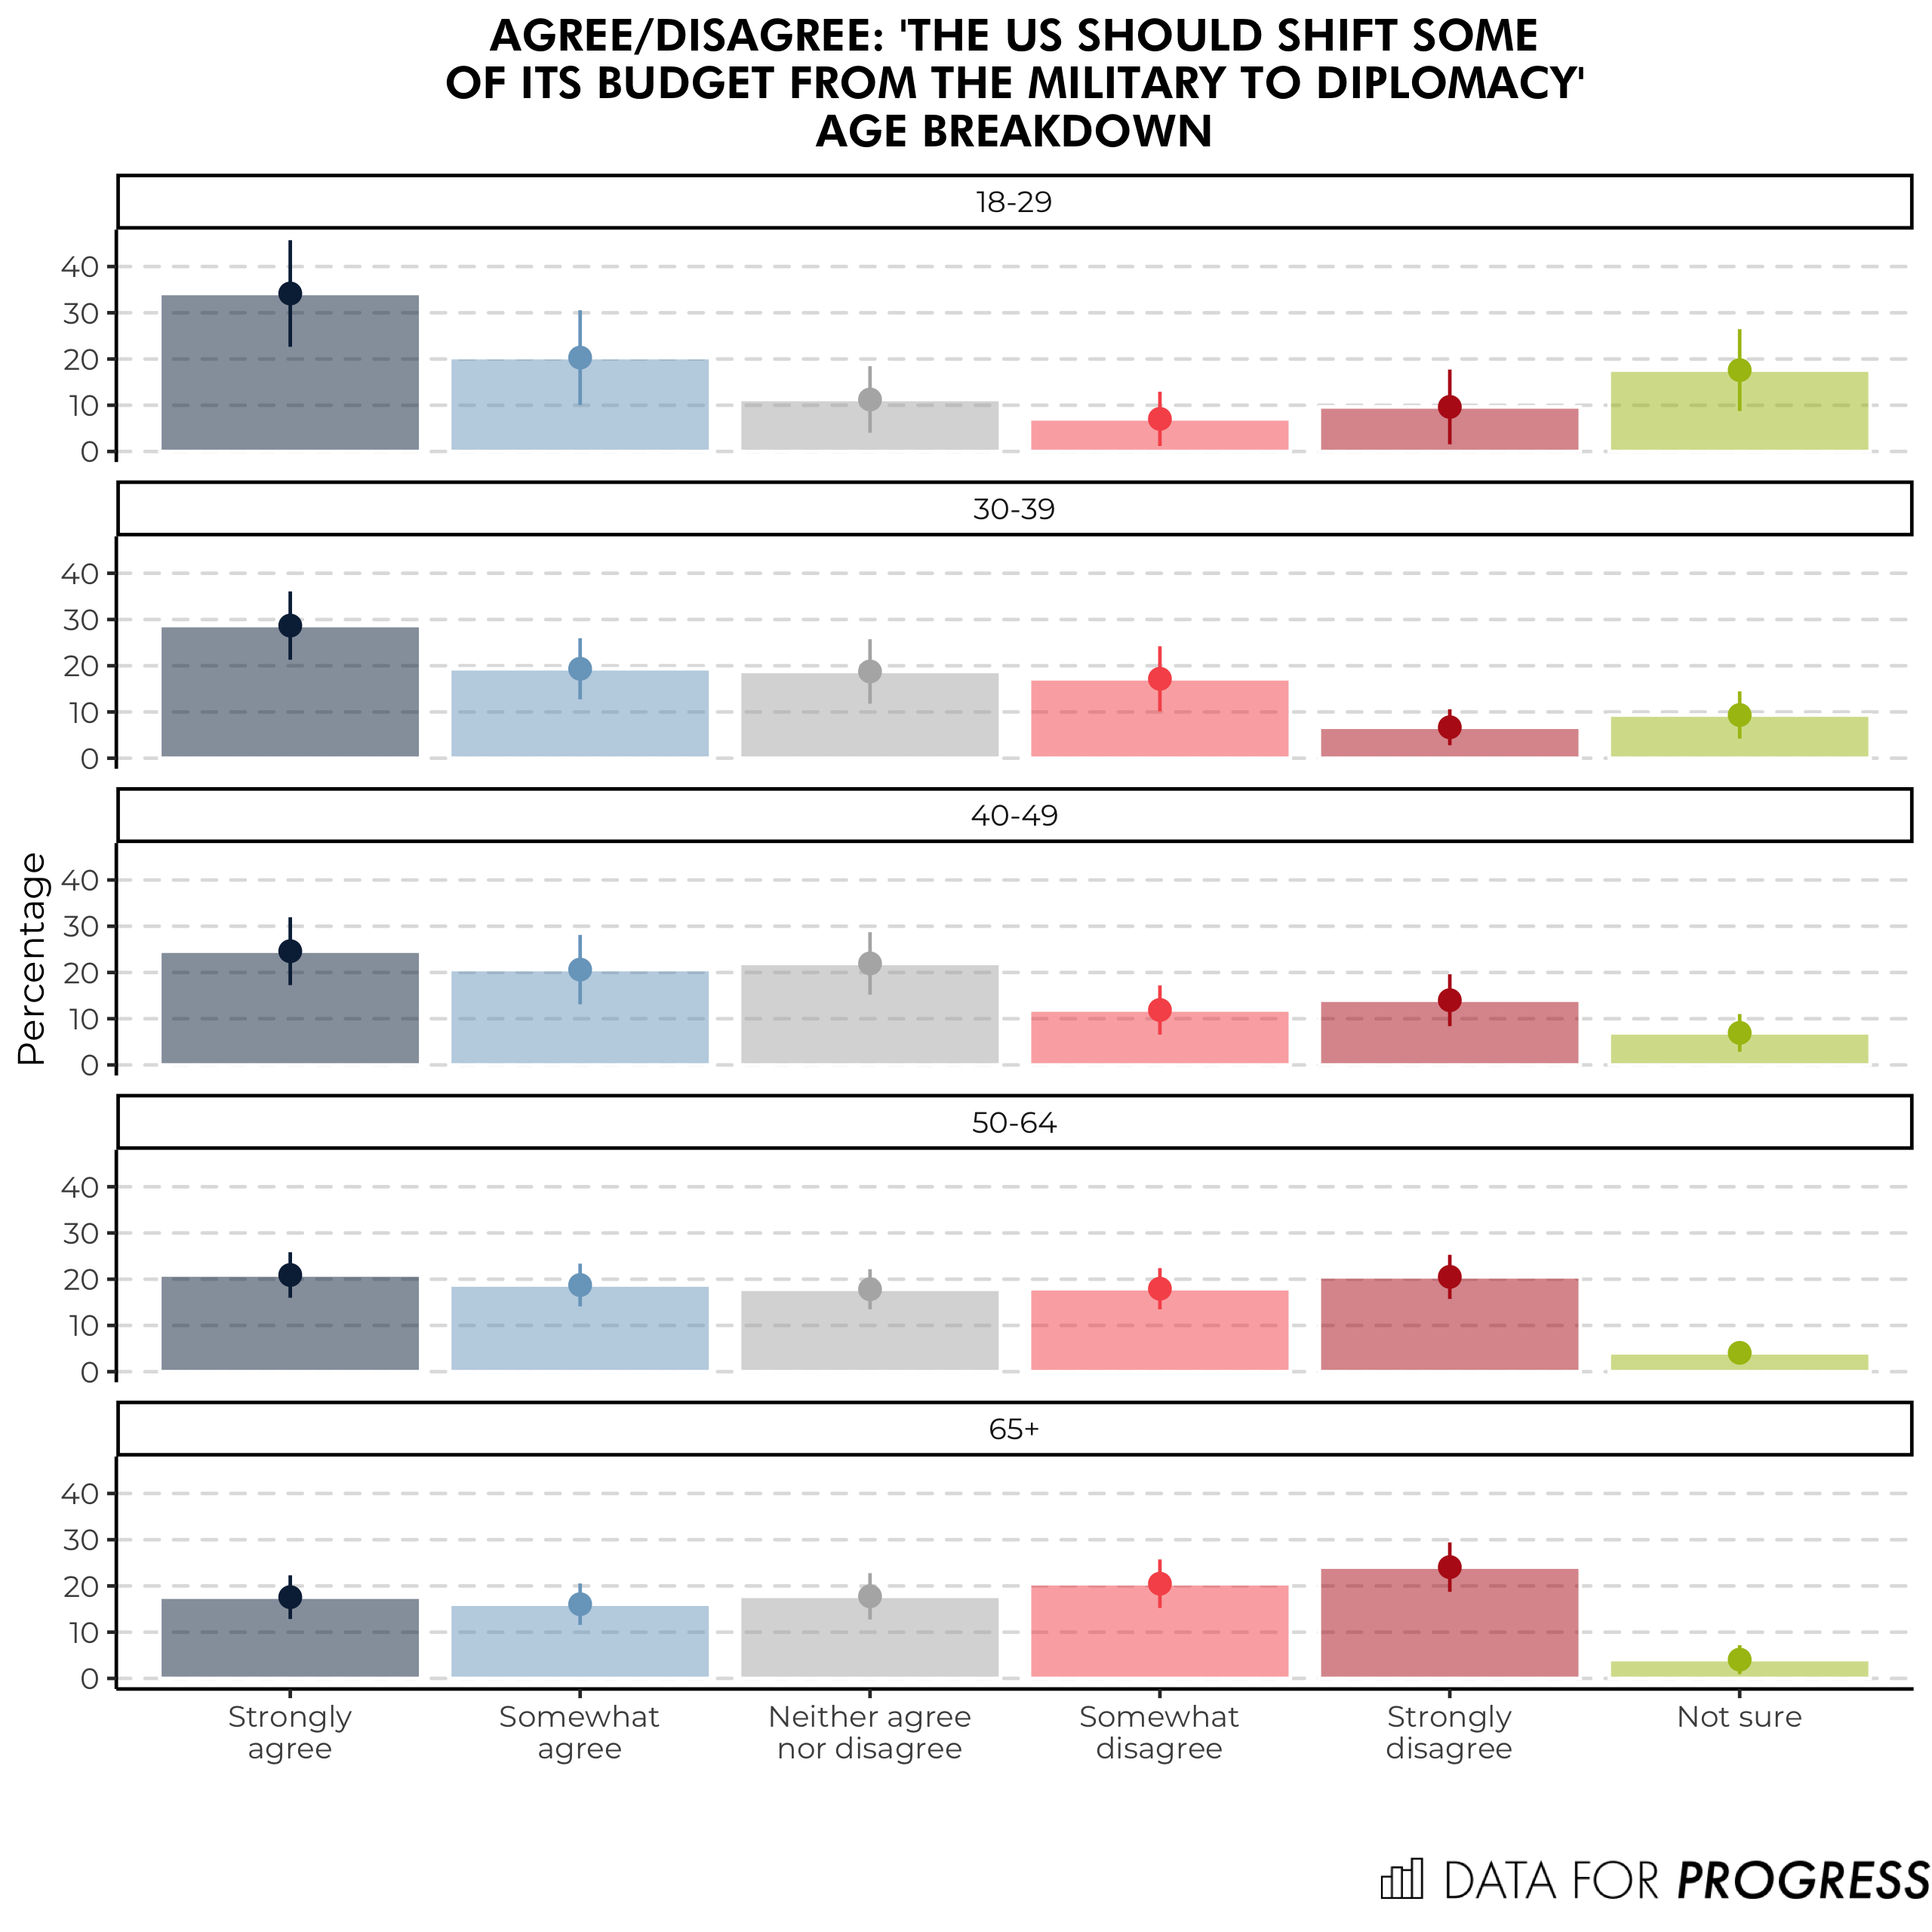 AGREE/DISAGREE: 'THE US SHOULD SHIFT SOME
OF ITS BUDGET FROM THE MILITARY TO DIPLOMACY'
AGE BREAKDOWN
18-29
40
30
20
10
0
30-39
40
30
20
10
0
40-49
40
30
20
10
0
Percentage
50-64
40
30
20
10
0
65+
40
30
20
10
0
Strongly
agree
Somewhat
agree
Neither agree
nor disagree
Somewhat
disagree
Strongly
disagree
Not sure
DATA FOR PROGRESS